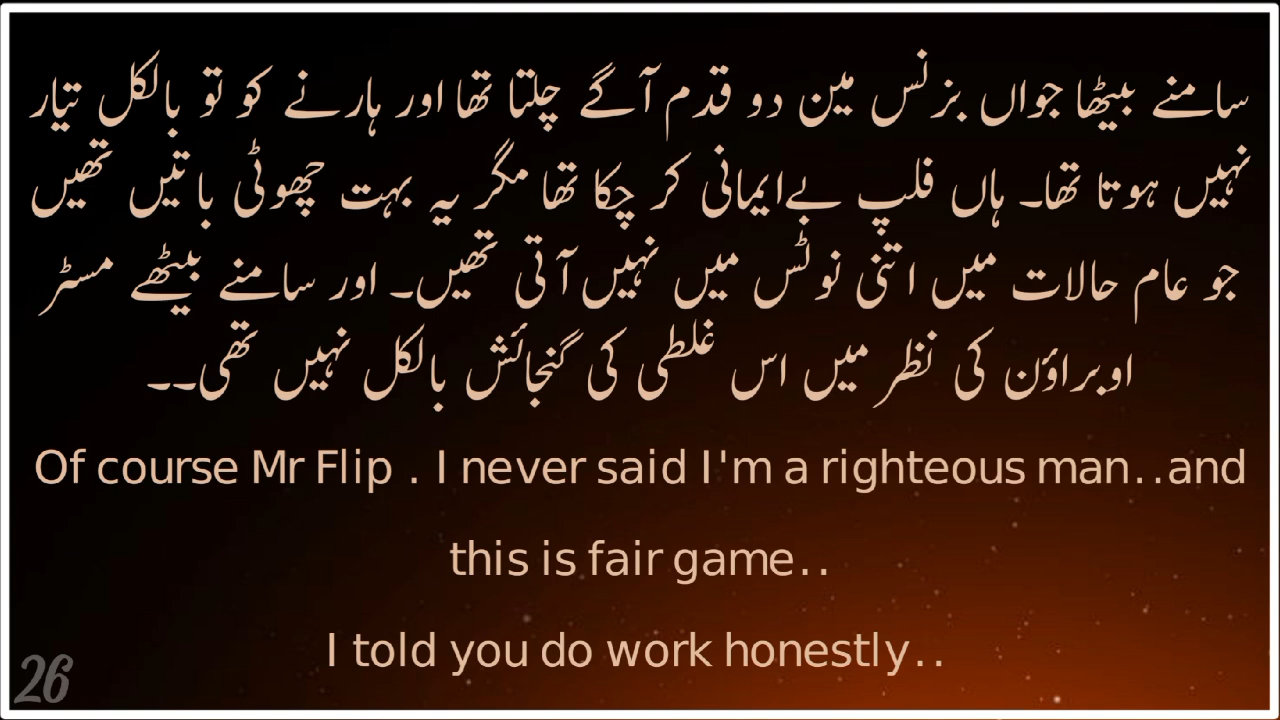 سامنے بیٹھا جواں بزنس مین دو قدم آگے چلتا تھا اور ہارنے کو تو بالکل تیار
نہیں ہوتا تھا۔ ہاں فلپ بےایمانی کر چکا تھا مگر یہ بہت چھوٹی باتیں تھیں
جو عام حالات میں اتنی نوٹس میں نہیں آتی تھیں۔ اور سامنے بیٹھے مسٹر
اوبراؤن کی نظر میں اس غلطی کی گنجائش بالکل نہیں تھی۔۔
Of course Mr Flip . I never said I'm a righteous man..and
this is fair game..
I told you do work honestly..
26